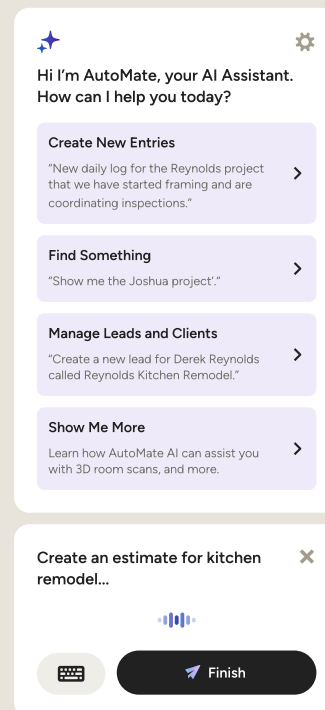 Hi I’m AutoMate, your AI Assistant.
How can I help you today?
Create New Entries
“New daily log for the Reynolds project
that we have started framing and are
coordinating inspections.”
Find Something
“Show me the Joshua project’.”
Manage Leads and Clients
“Create a new lead for Derek Reynolds
called Reynolds Kitchen Remodel.”
Show Me More
Learn how AutoMate AI can assist you
with 3D room scans, and more.
Create an estimate for kitchen
remodel...
Finish